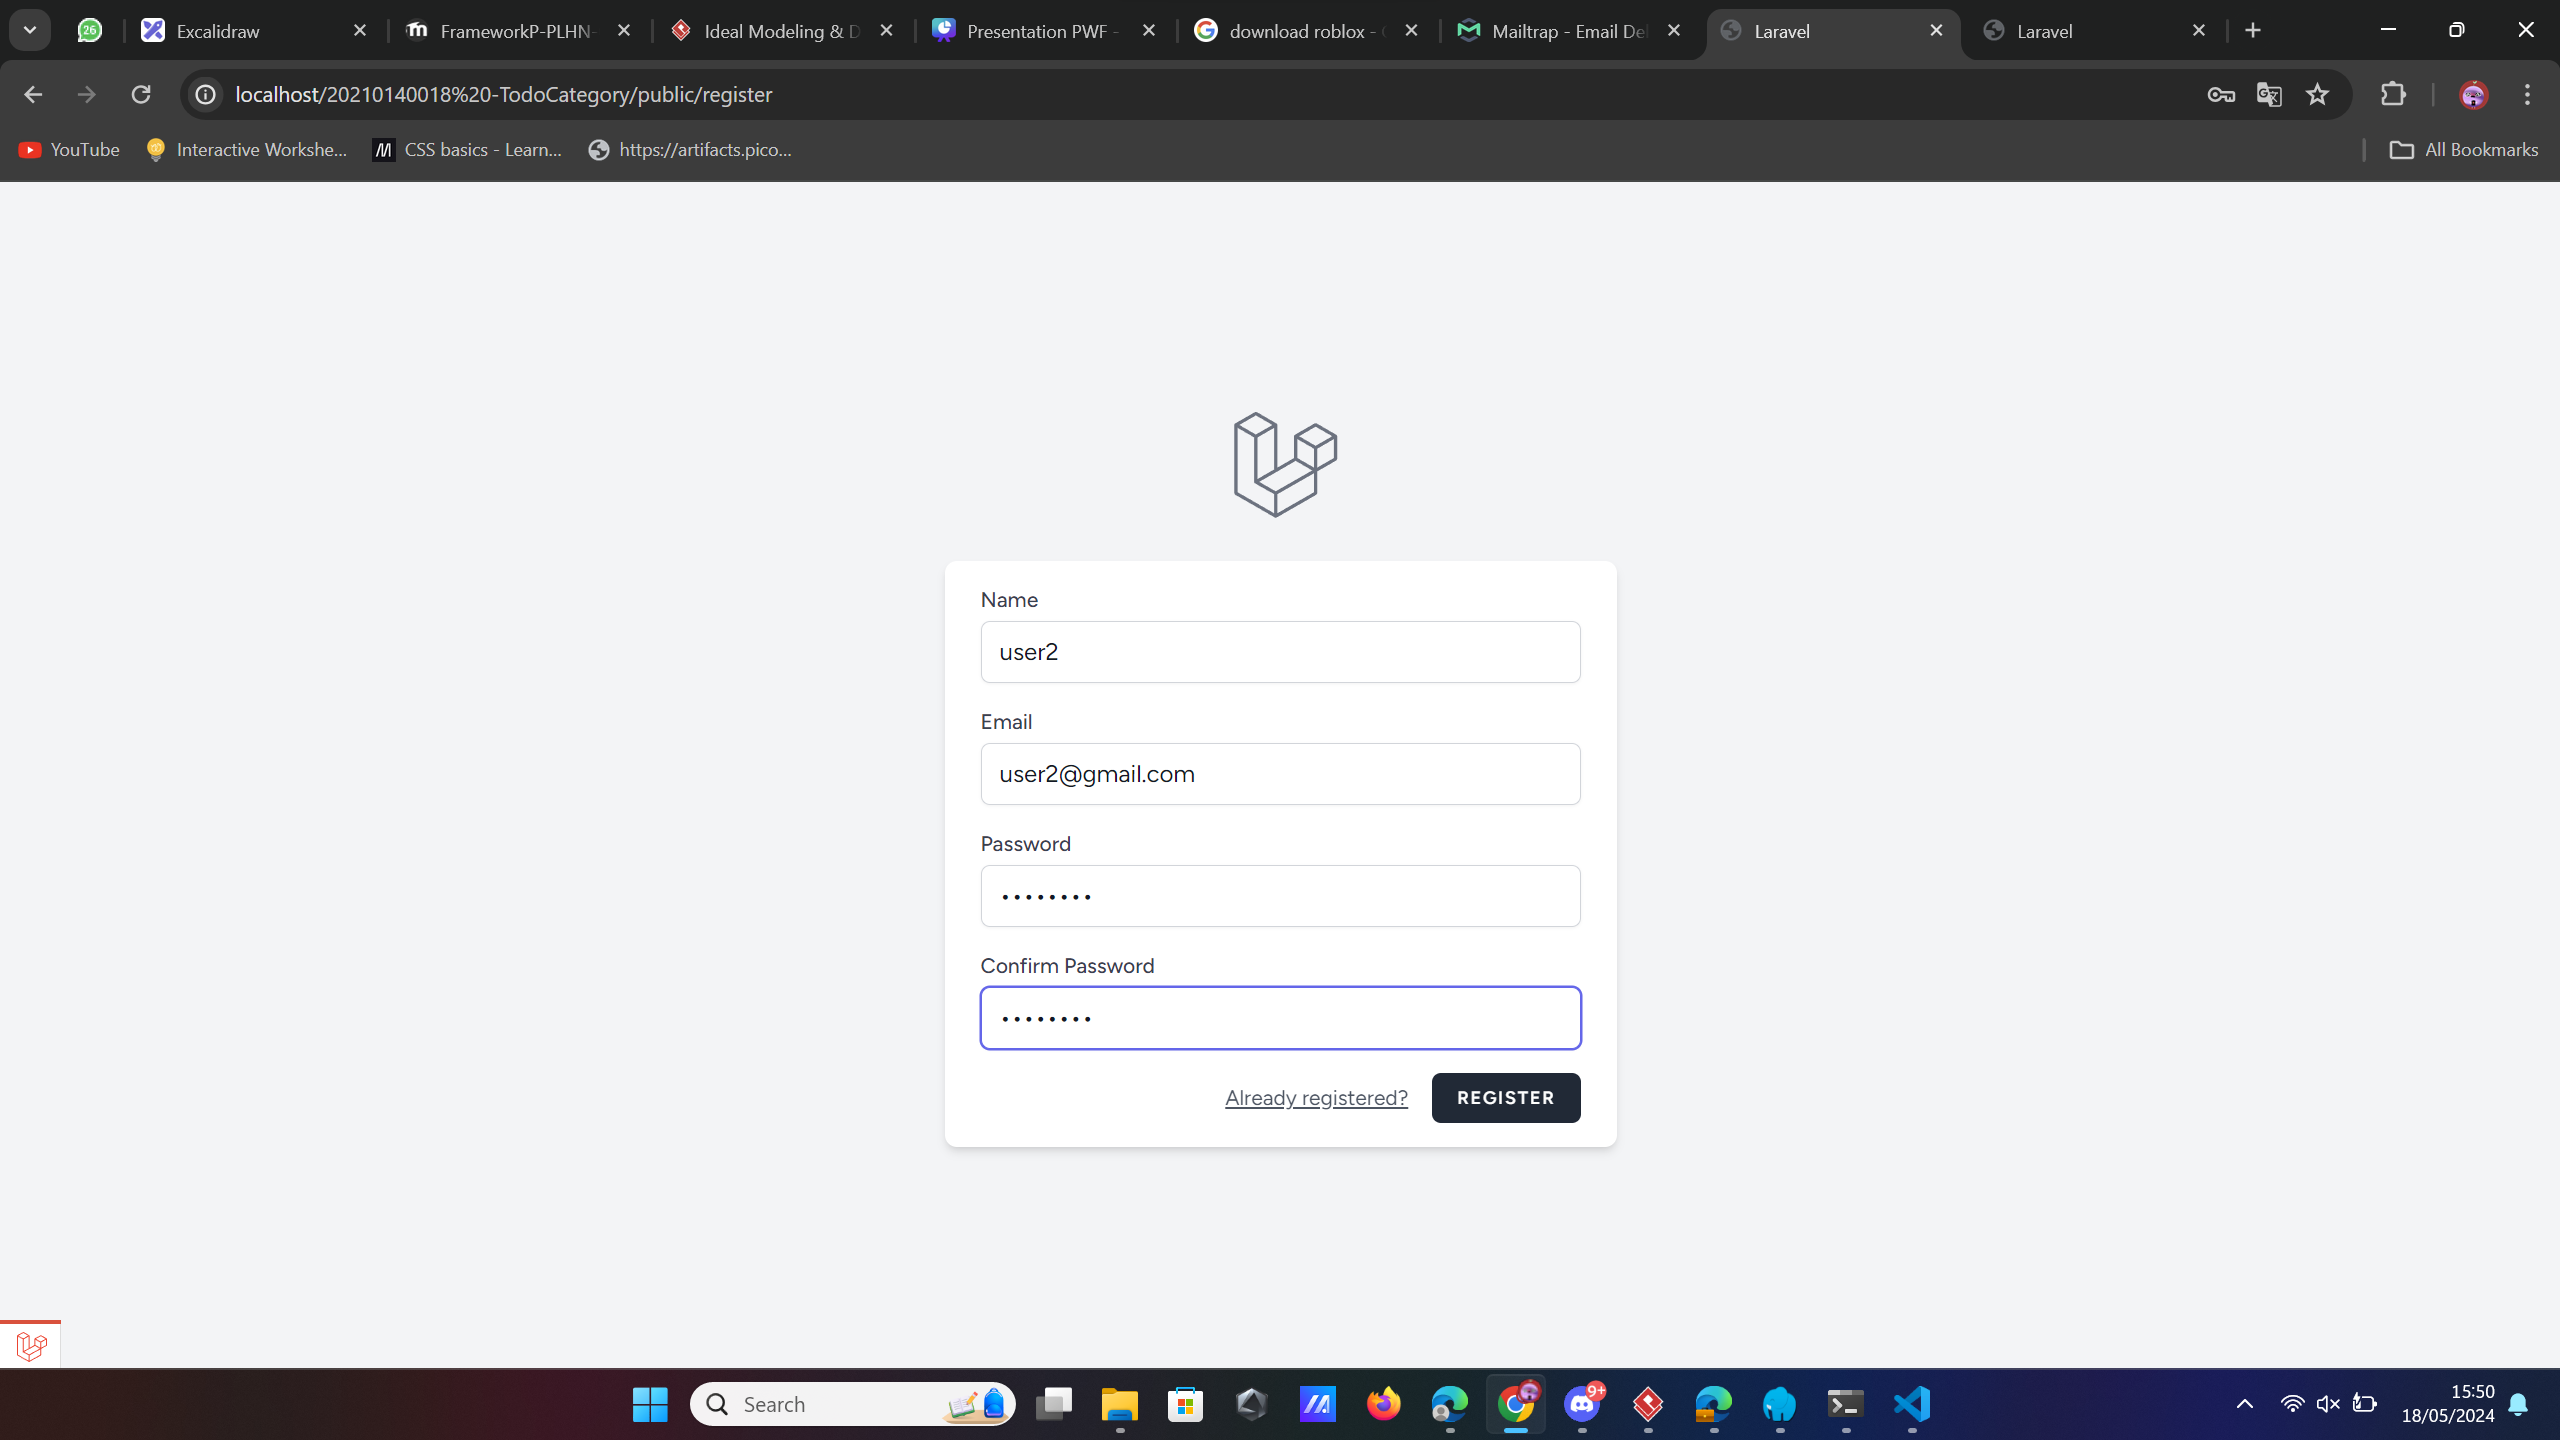 26
Excalidraw
FrameworkP-PLHN-
Ideal Modeling & D
Presentation PWF -
download roblox -
Mailtrap - Email De
Laravel
Laravel
localhost/20210140018%20-TodoCategory/public/register
YouTube
Interactive Workshe...
CSS basics - Learn...
https://artifacts.pico...
All Bookmarks
Name
user2
Email
user2@gmail.com
Password
••••••••
Confirm Password
••••••••
Already registered?
REGISTER
Search
9+
15:50
18/05/2024